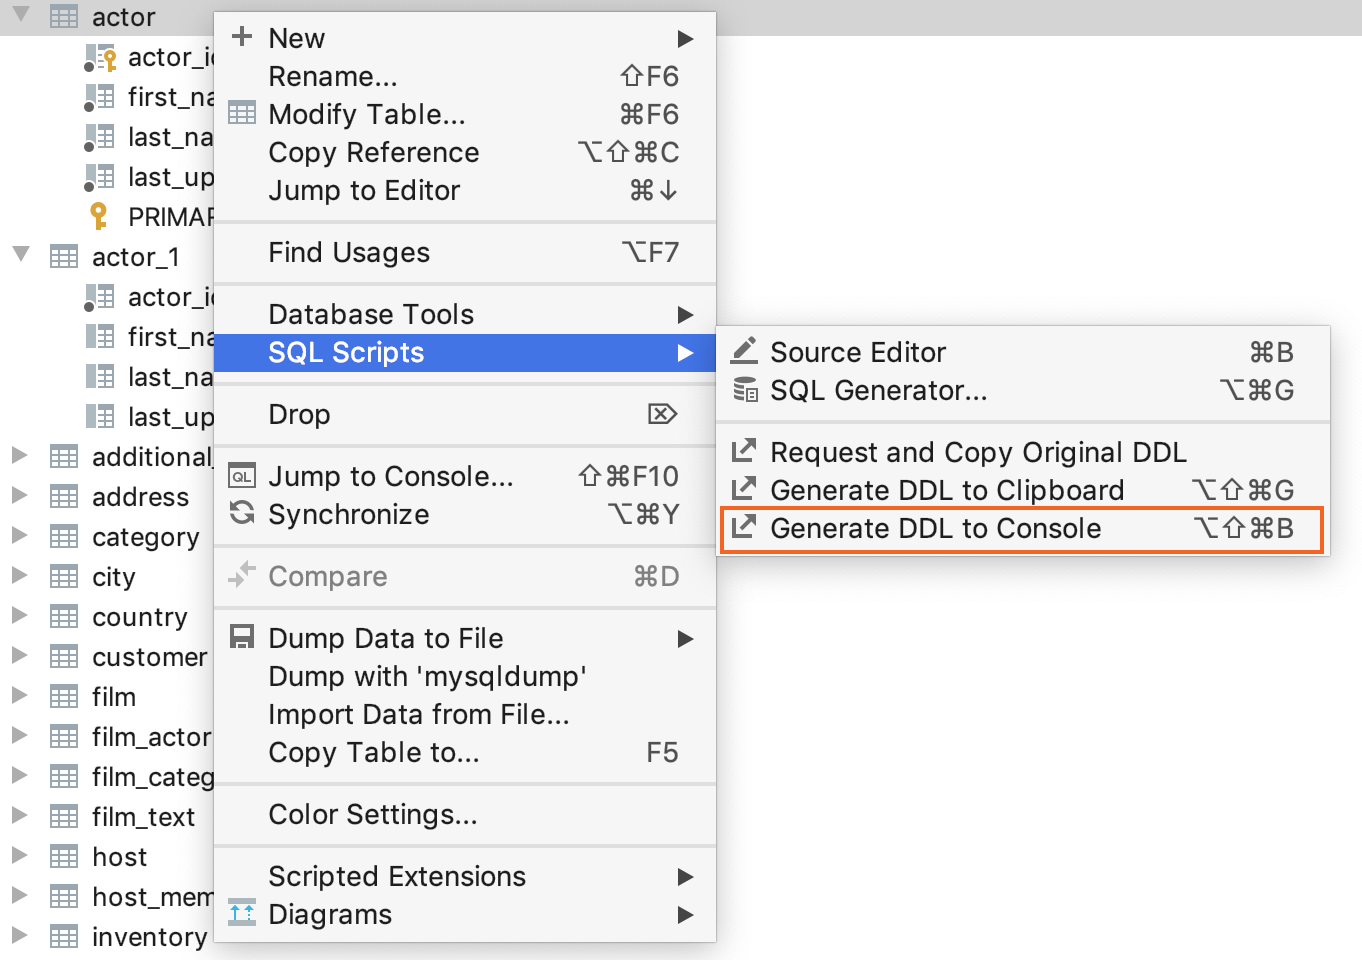 actor
first_na
last_na
last_up
actor_1
first_na
last_na
last_up
additional_
address
category
city
country
customer
film
film_actor
film_categ
film_text
host
host_mem
inventory
New
Rename... ⇧F6
Modify Table... ⌘F6
Copy Reference ⌥⇧⌘C
Jump to Editor ⌘↓
Find Usages ⌥F7
Database Tools
SQL Scripts
Drop ⌦
QL Jump to Console... ⇧⌘F10
Synchronize ⌥⌘Y
Compare ⌘D
Dump Data to File
Dump with 'mysqldump'
Import Data from File...
Copy Table to... F5
Color Settings...
Scripted Extensions
Diagrams
Source Editor ⌘B
SQL Generator... ⌥⌘G
Request and Copy Original DDL
Generate DDL to Clipboard ⌥⇧⌘G
Generate DDL to Console ⌥⇧⌘B